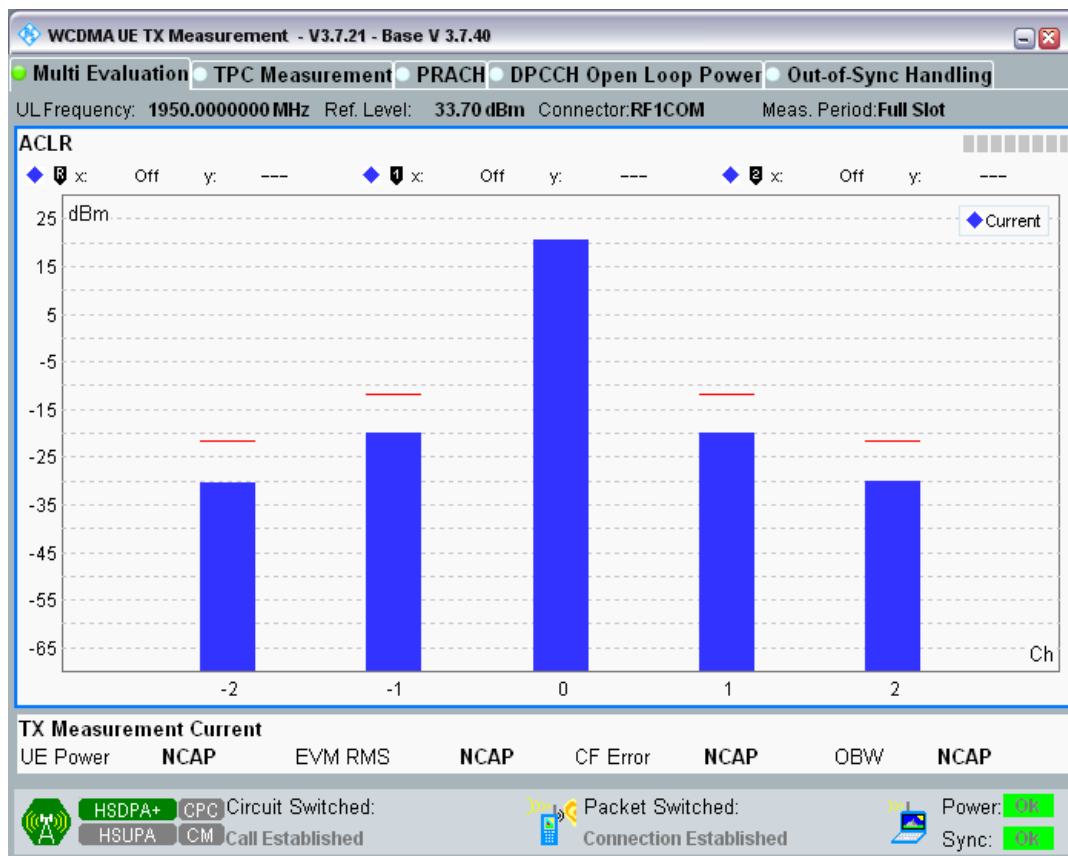 WCDMA UE TX Measurement - V3.7.21 - Base V 3.7.40
Multi Evaluation TPC Measurement PRACH DPCCH Open Loop Power Out-of-Sync Handling
UL Frequency: 1950.0000000 MHz Ref. Level: 33.70 dBm Connector:RF1COM Meas. Period:Full Slot
ACLR
R x: Off y: --- 1 x: Off y: --- 2 x: Off y: ---
dBm
Current
25
15
5
-5
-15
-25
-35
-45
-55
-65
Ch
-2 -1 0 1 2
TX Measurement Current
UE Power NCAP EVM RMS NCAP CF Error NCAP OBW NCAP
HSDPA+ CPC Circuit Switched: Packet Switched: Power: OK
HSUPA CM Call Established Connection Established Sync: OK